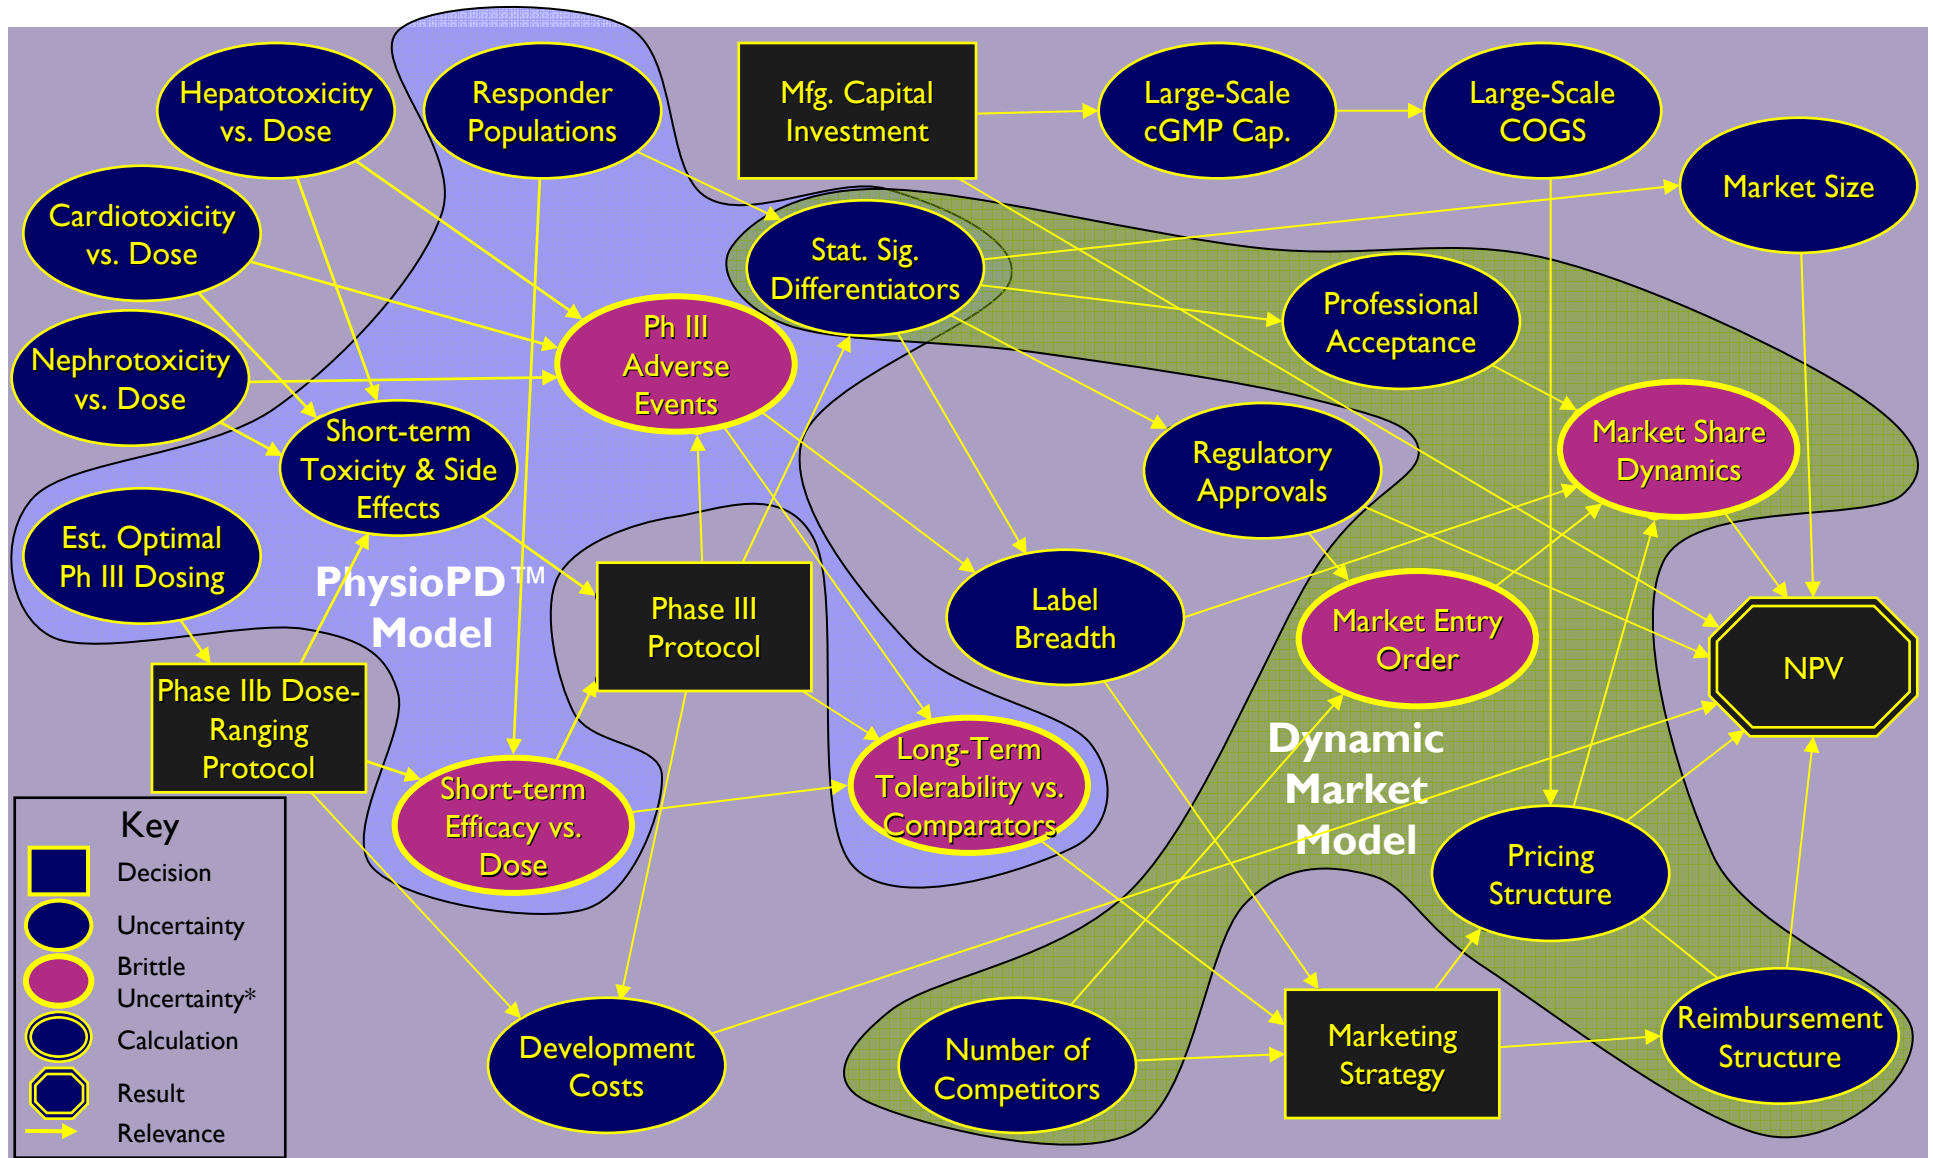 Hepatotoxicity
vs. Dose
Responder
Populations
Mfg. Capital
Investment
Large-Scale
cGMP Cap.
Large-Scale
COGS
Market Size
Cardiotoxicity
vs. Dose
Stat. Sig.
Differentiators
Professional
Acceptance
Nephrotoxicity
vs. Dose
Ph III
Adverse
Events
Market Share
Dynamics
Short-term
Toxicity & Side
Effects
Regulatory
Approvals
Est. Optimal
Ph III Dosing
PhysioPD™
Model
Phase III
Protocol
Label
Breadth
Market Entry
Order
NPV
Phase IIb Dose-
Ranging
Protocol
Short-term
Efficacy vs.
Dose
Long-Term
Tolerability vs.
Comparators
Dynamic
Market
Model
Pricing
Structure
Key
Decision
Uncertainty
Brittle
Uncertainty*
Calculation
Result
Relevance
Development
Costs
Number of
Competitors
Marketing
Strategy
Reimbursement
Structure